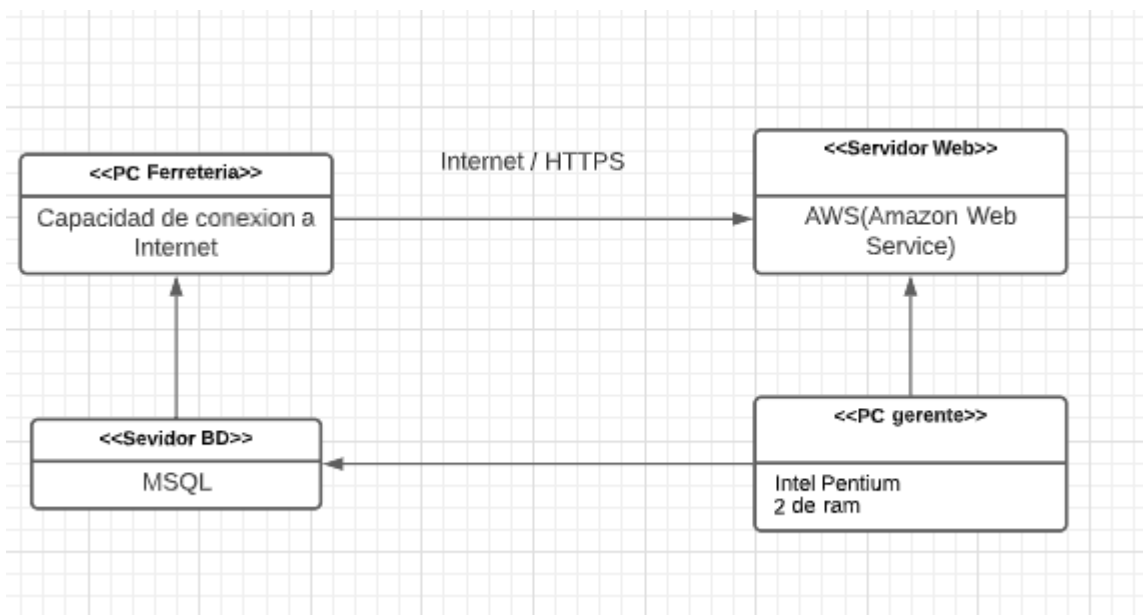 <<PC Ferreteria>>
Capacidad de conexion a
Internet
Internet / HTTPS
<<Servidor Web>>
AWS(Amazon Web
Service)
<<Sevidor BD>>
MSQL
<<PC gerente>>
Intel Pentium
2 de ram